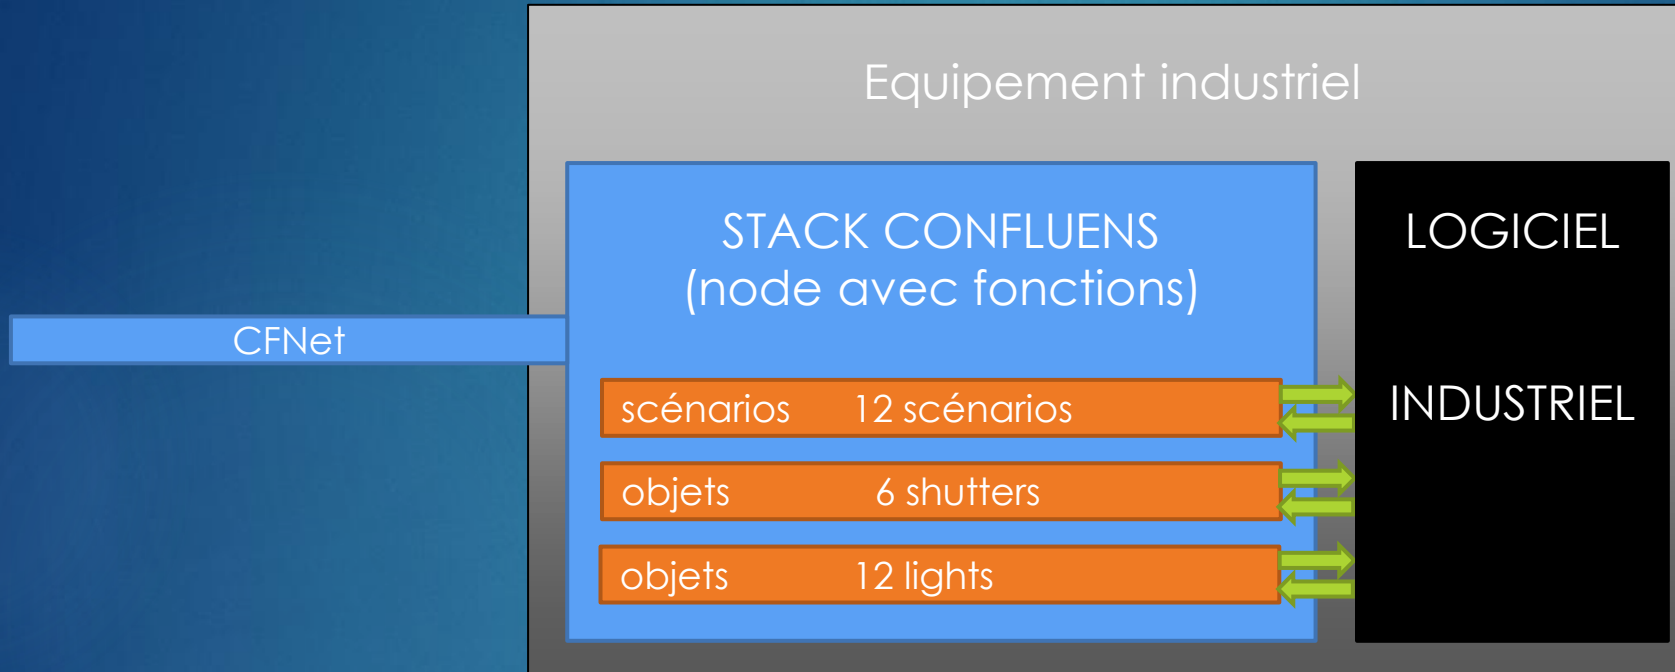 Equipement industriel
STACK CONFLUENS
(node avec fonctions)
CFNet
scénarios 12 scénarios
objets 6 shutters
objets 12 lights
LOGICIEL
INDUSTRIEL